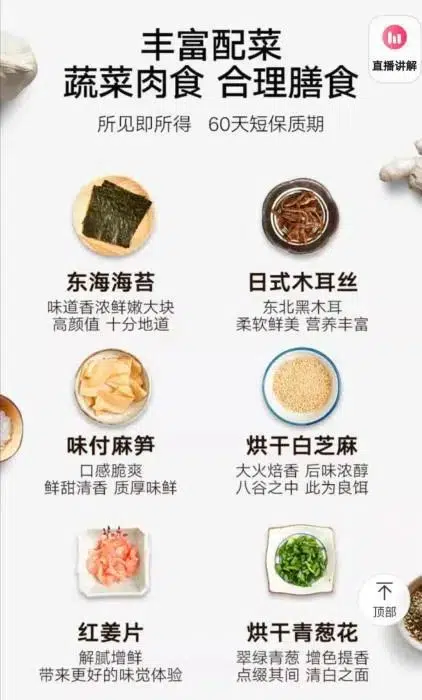 丰富配菜
蔬菜肉食 合理膳食
直播讲解
所见即所得 60天短保质期
东海海苔
味道香浓鲜嫩大块
高颜值 十分地道
日式木耳丝
东北黑木耳
柔软鲜美 营养丰富
味付麻笋
口感脆爽
鲜甜清香 质厚味鲜
烘干白芝麻
大火焙香 后味浓醇
八谷之中 此为良饵
红姜片
解腻增鲜
带来更好的味觉体验
烘干青葱花
翠绿青葱 增色提香
点缀其间 清白之面
顶部